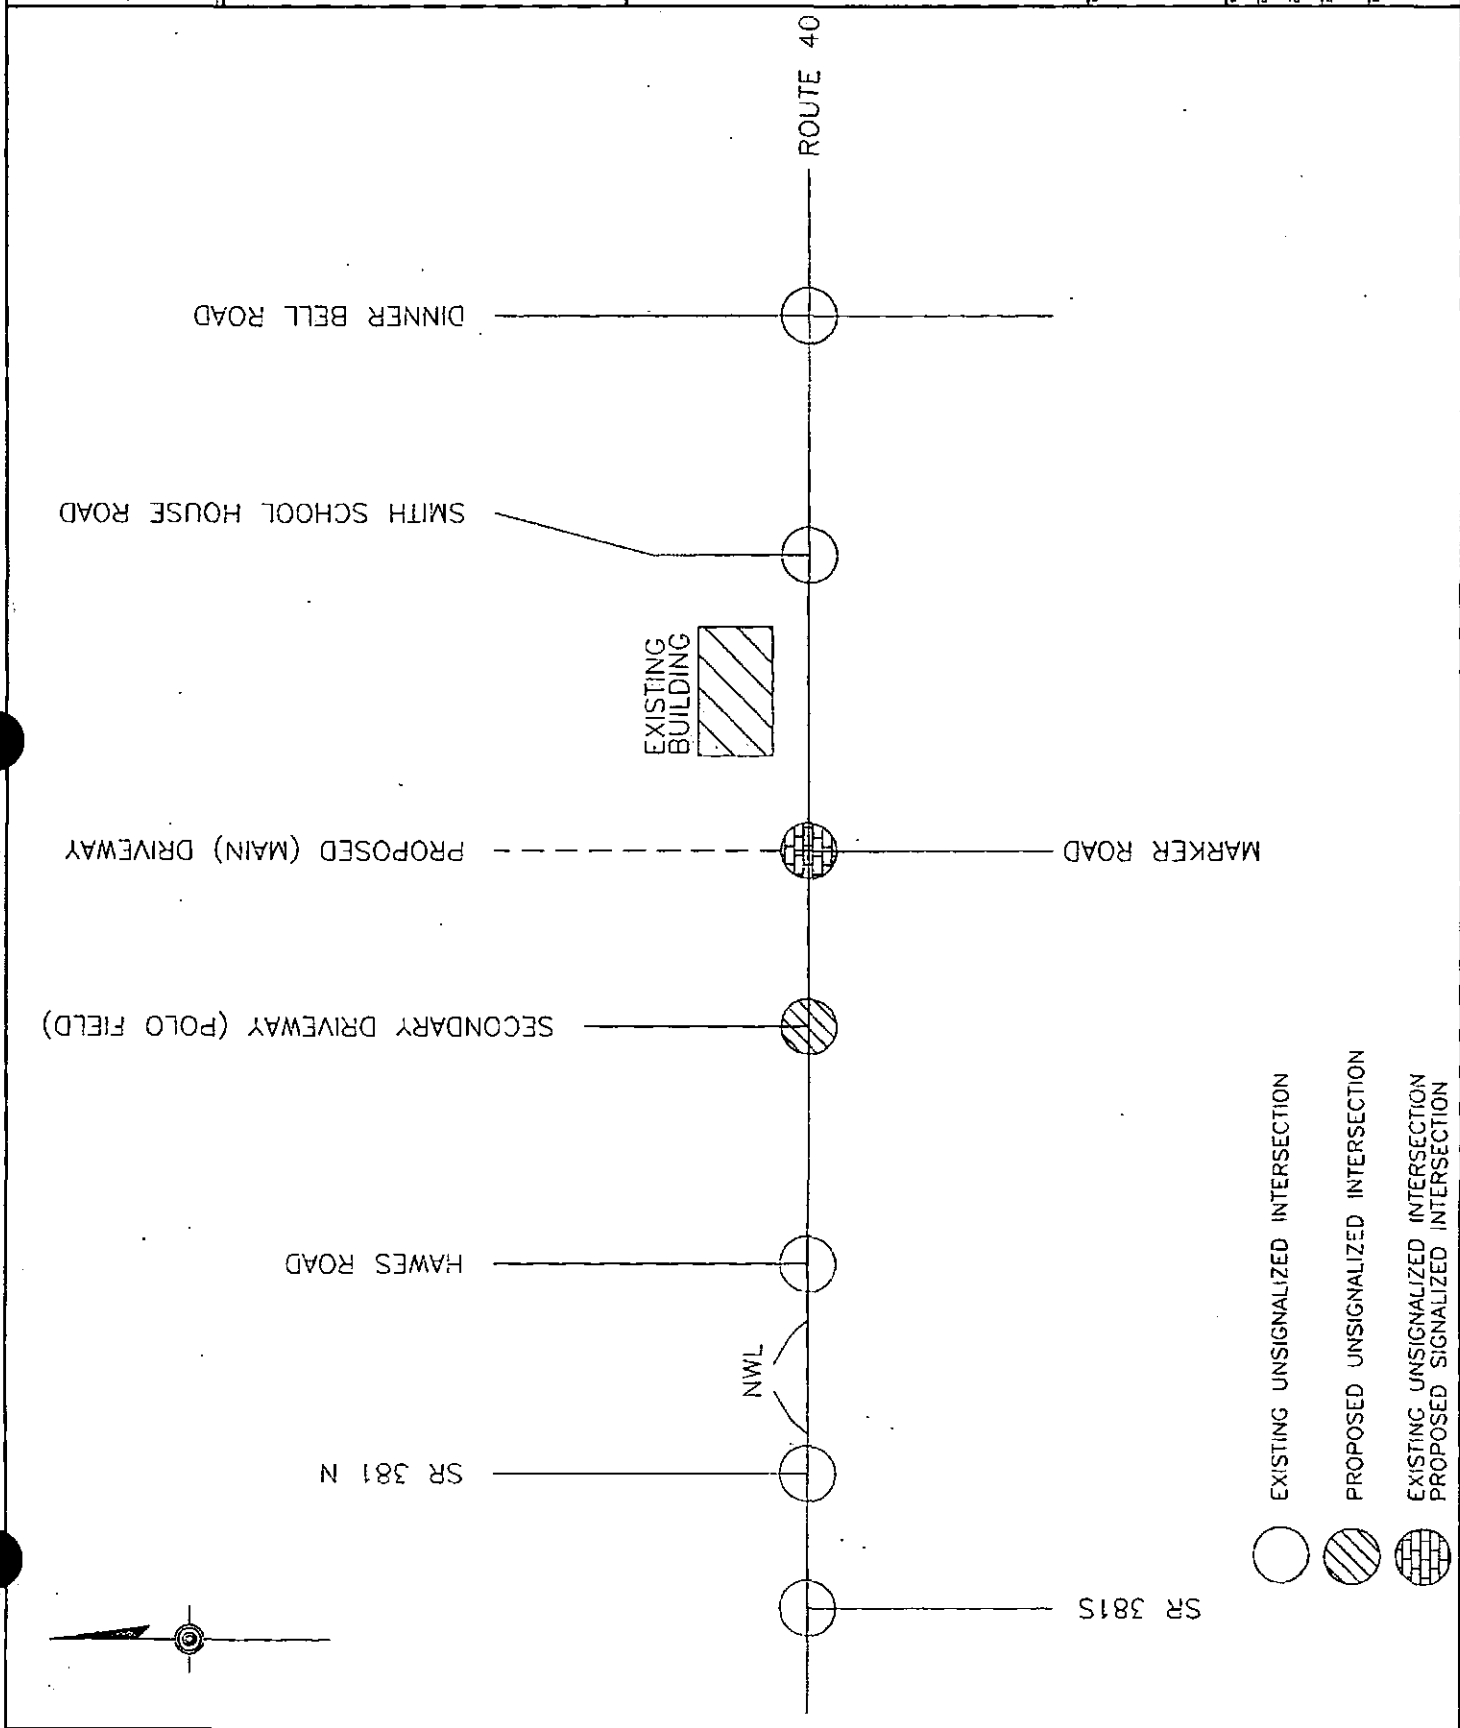 ROUTE 40
DINNER BELL ROAD
SMITH SCHOOL HOUSE ROAD
EXISTING
BUILDING
PROPOSED (MAIN) DRIVEWAY
MARKER ROAD
SECONDARY DRIVEWAY (POLO FIELD)
HAWES ROAD
NWL
SR 381 N
SR 381S
EXISTING UNSIGNALIZED INTERSECTION
PROPOSED UNSIGNALIZED INTERSECTION
EXISTING UNSIGNALIZED INTERSECTION
PROPOSED SIGNALIZED INTERSECTION